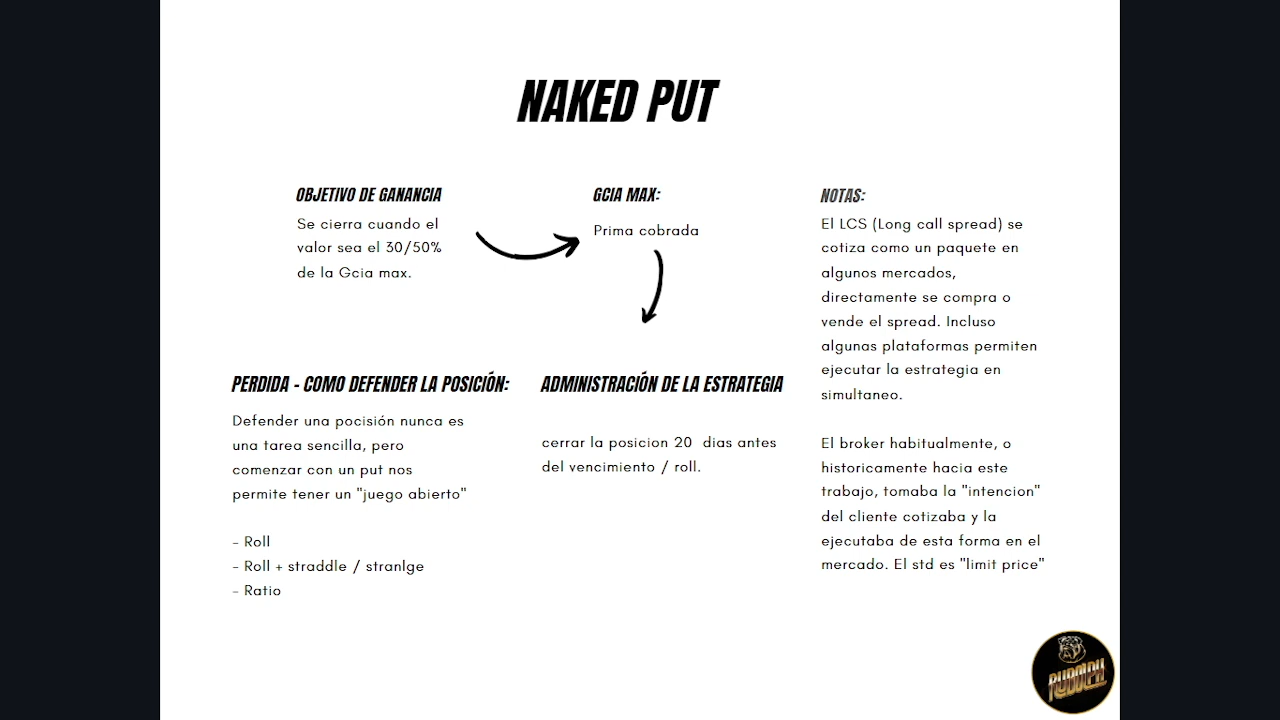 NAKED PUT
OBJETIVO DE GANANCIA
Se cierra cuando el
valor sea el 30/50%
de la Gcia max.
GCIA MAX:
Prima cobrada
NOTAS:
El LCS (Long call spread) se
cotiza como un paquete en
algunos mercados,
directamente se compra o
vende el spread. Incluso
algunas plataformas permiten
ejecutar la estrategia en
simultaneo.
El broker habitualmente, o
historicamente hacia este
trabajo, tomaba la "intencion"
del cliente cotizaba y la
ejecutaba de esta forma en el
mercado. El std es "limit price"
PERDIDA - COMO DEFENDER LA POSICIÓN:
Defender una pocisión nunca es
una tarea sencilla, pero
comenzar con un put nos
permite tener un "juego abierto"
- Roll
- Roll + straddle / stranlge
- Ratio
ADMINISTRACIÓN DE LA ESTRATEGIA
cerrar la posicion 20 dias antes
del vencimiento / roll.
RUDOLPH